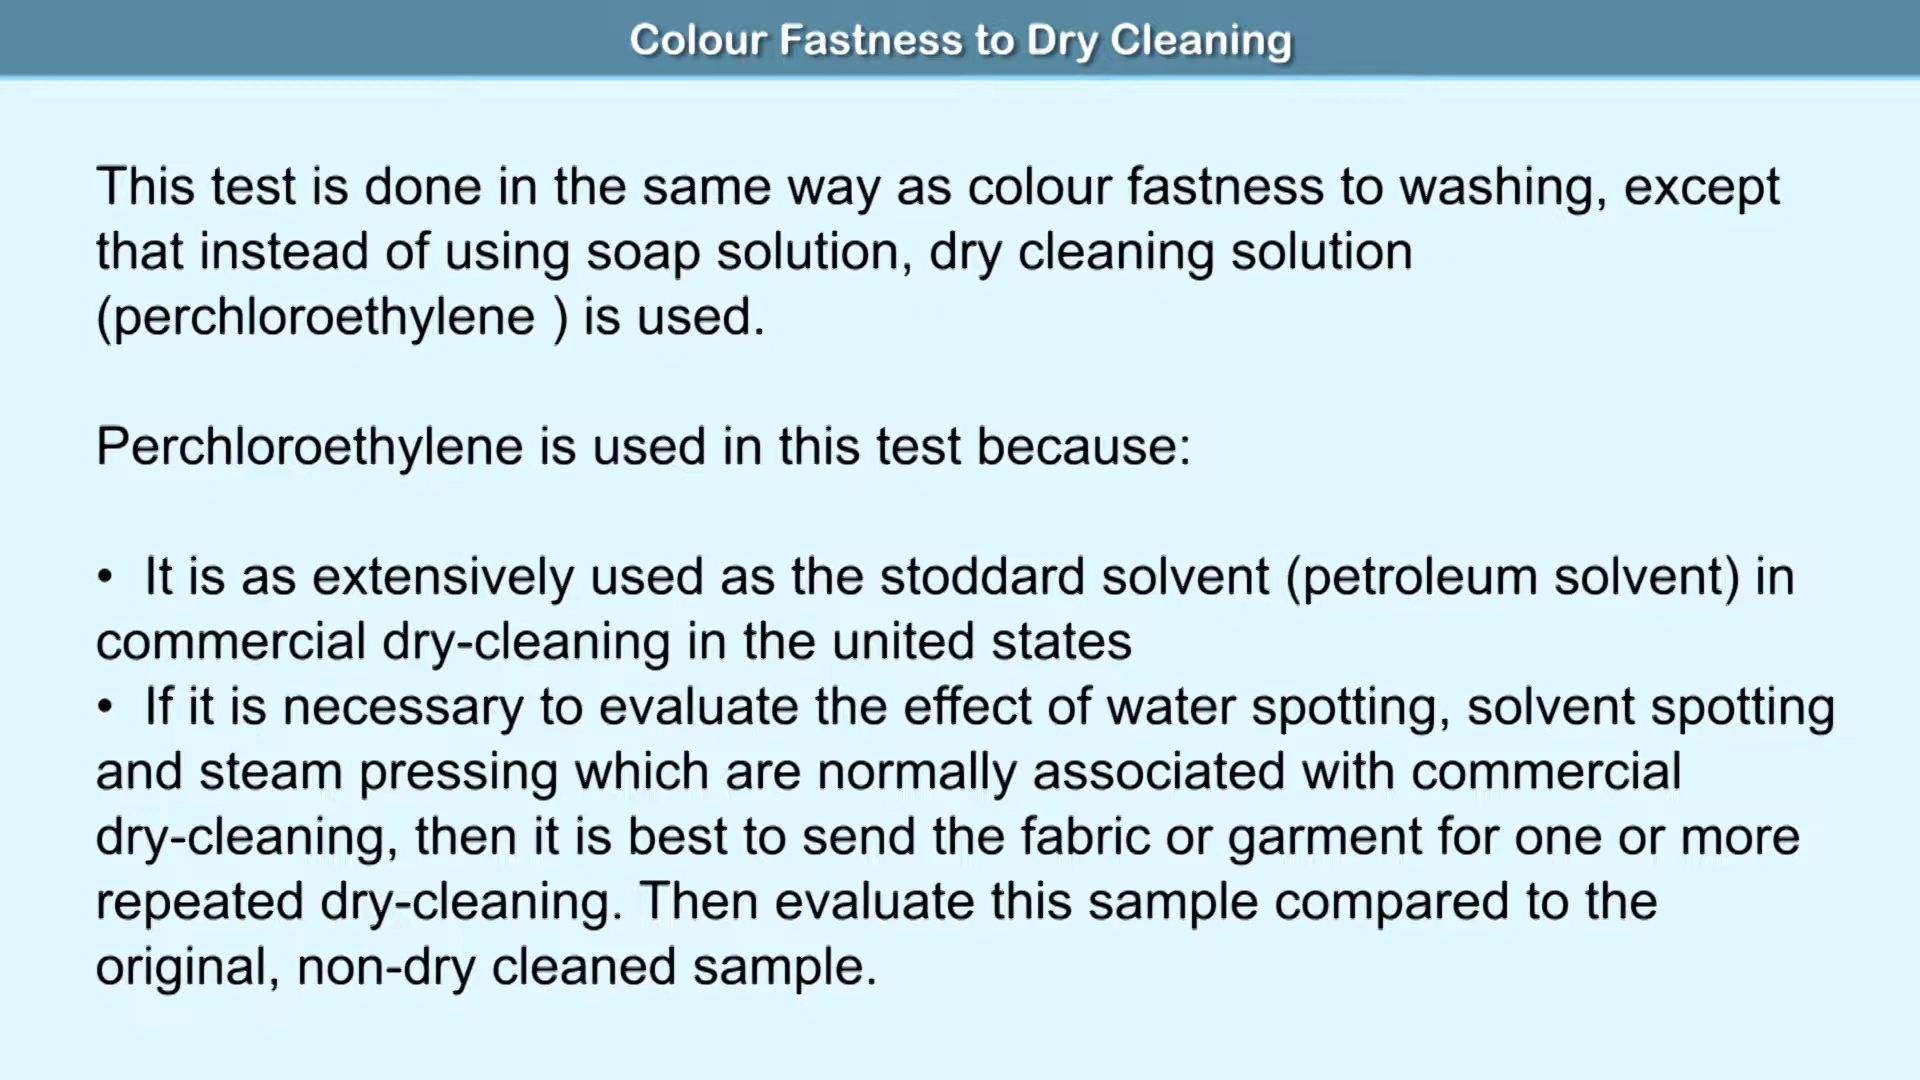 Colour Fastness to Dry Cleaning
This test is done in the same way as colour fastness to washing, except
that instead of using soap solution, dry cleaning solution
(perchloroethylene ) is used.
Perchloroethylene is used in this test because:
• It is as extensively used as the stoddard solvent (petroleum solvent) in
commercial dry-cleaning in the united states
• If it is necessary to evaluate the effect of water spotting, solvent spotting
and steam pressing which are normally associated with commercial
dry-cleaning, then it is best to send the fabric or garment for one or more
repeated dry-cleaning. Then evaluate this sample compared to the
original, non-dry cleaned sample.